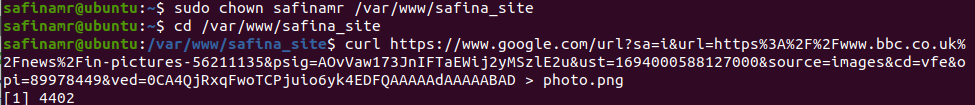 safinamr@ubuntu:~$ sudo chown safinamr /var/www/safina_site
safinamr@ubuntu:~$ cd /var/www/safina_site
safinamr@ubuntu:/var/www/safina_site$ curl https://www.google.com/url?sa=i&url=https%3A%2F%2Fwww.bbc.co.uk%
2Fnews%2Fin-pictures-56211135&psig=AOvVaw173JnIFTaEWij2yMSzlE2u&ust=1694000588127000&source=images&cd=vfe&o
pi=89978449&ved=0CA4QjRxqFwoTCPjuio6yk4EDFQAAAAAdAAAAABAD > photo.png
[1] 4402